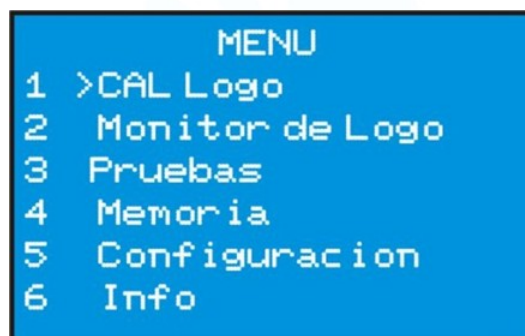 MENU
1 >CAL Logo
2 Monitor de Logo
3 Pruebas
4 Memoria
5 Configuracion
6 Info